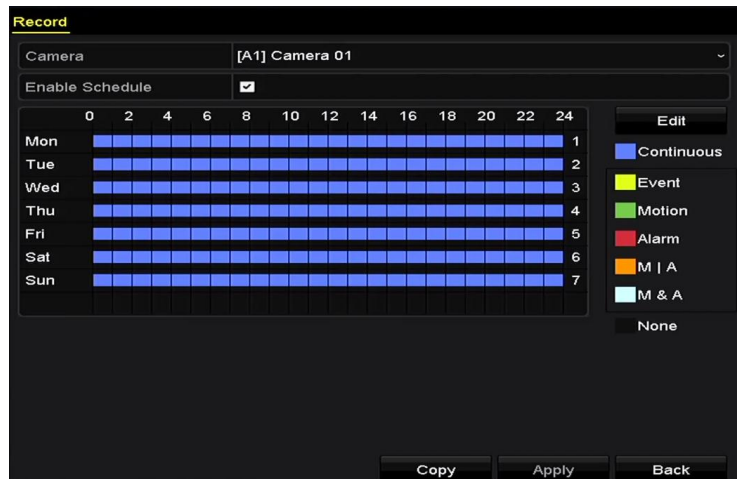 Record
Camera [A1] Camera 01
Enable Schedule
0 2 4 6 8 10 12 14 16 18 20 22 24
Edit
Mon 1
Continuous
Tue 2
Wed 3
Event
Thu 4
Motion
Fri 5
Alarm
Sat 6
M | A
Sun 7
M & A
None
Copy Apply Back